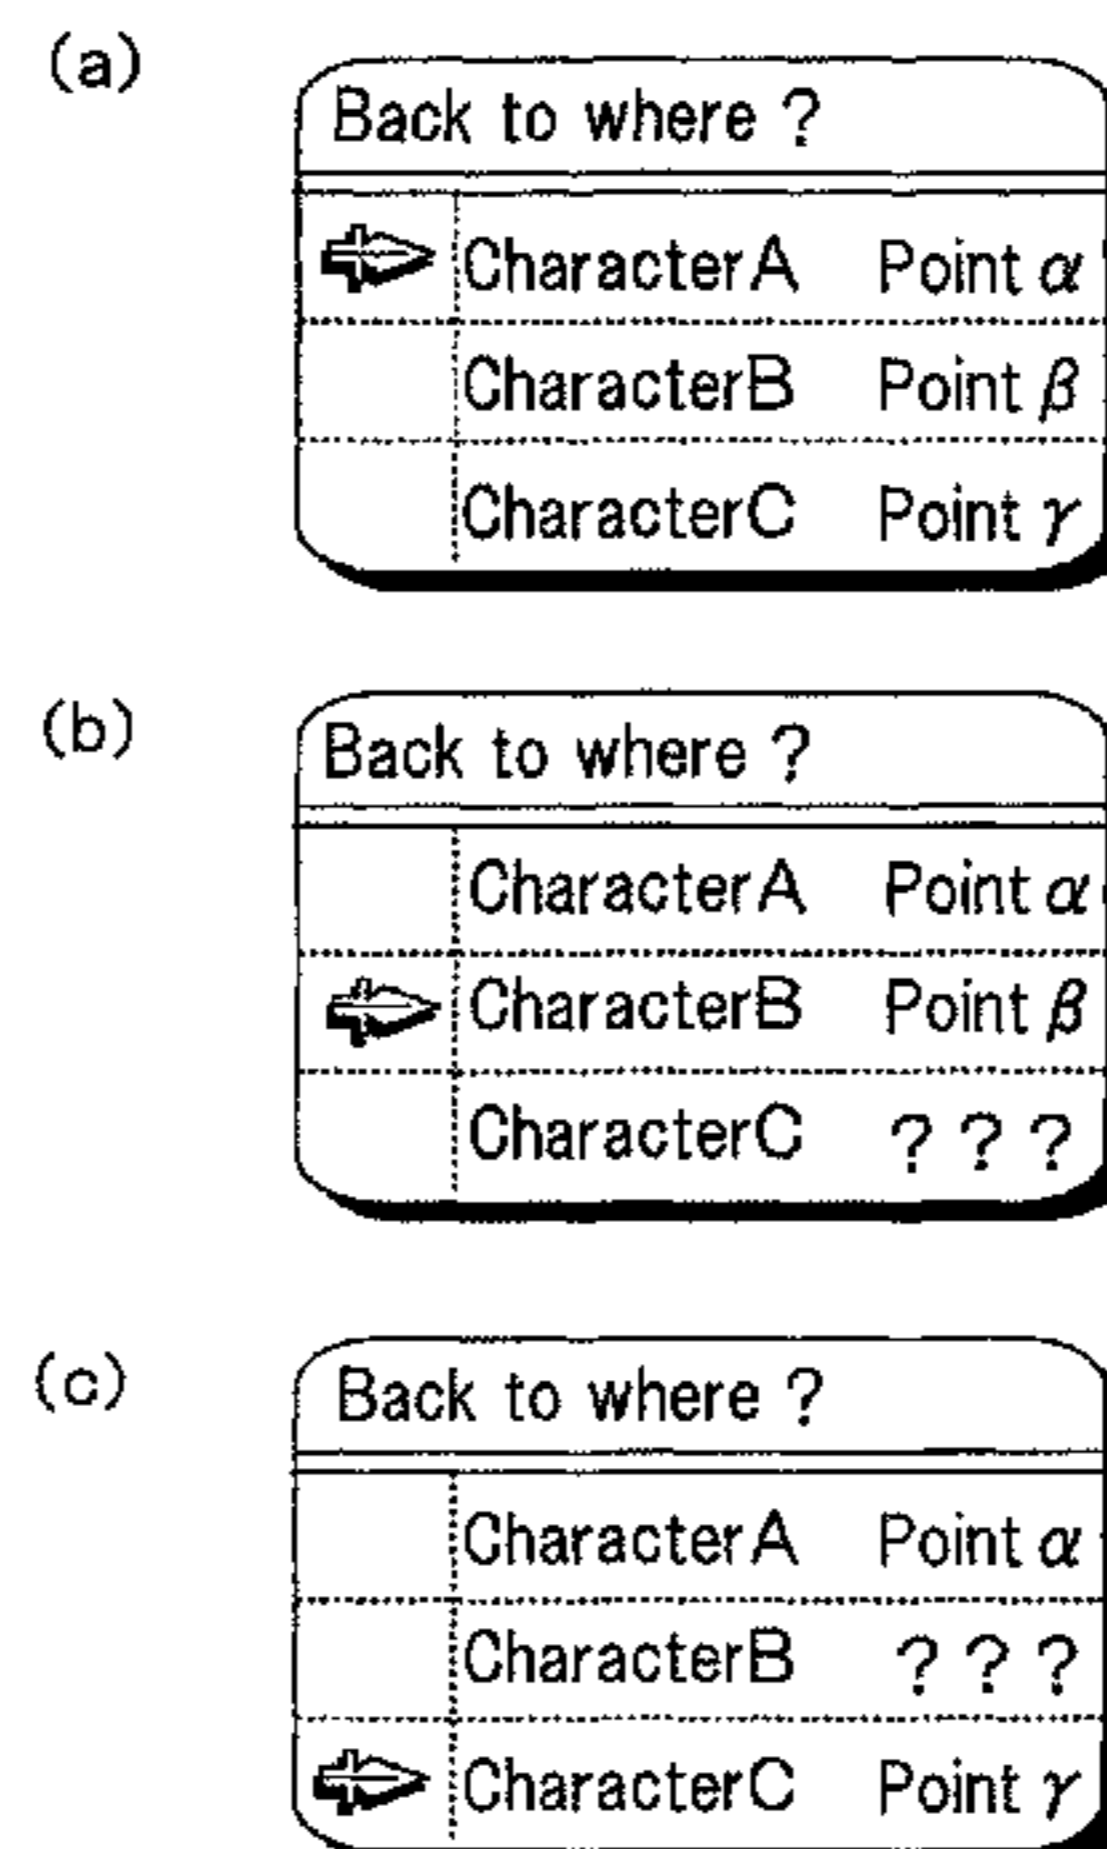 (a)
Back to where ?
CharacterA Point α
CharacterB Point β
CharacterC Point γ
(b)
Back to where ?
CharacterA Point α
CharacterB Point β
CharacterC ? ? ?
(c)
Back to where ?
CharacterA Point α
CharacterB ? ? ?
CharacterC Point γ